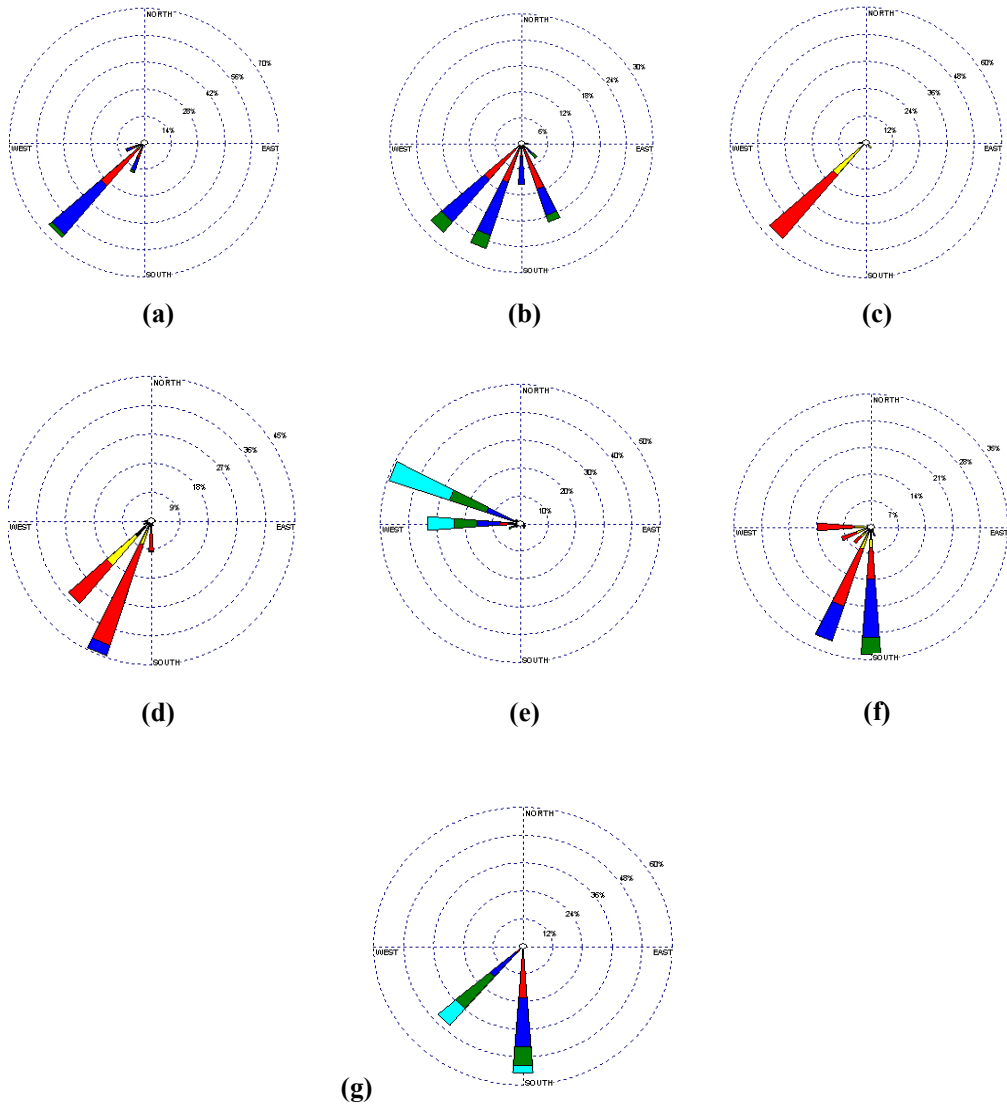 NORTH
70%
56%
42%
28%
14%
WEST
EAST
SOUTH
(a)
NORTH
30%
24%
18%
12%
6%
WEST
EAST
SOUTH
(b)
NORTH
60%
48%
36%
24%
12%
WEST
EAST
SOUTH
(c)
NORTH
45%
36%
27%
18%
9%
WEST
EAST
SOUTH
(d)
NORTH
50%
40%
30%
20%
10%
WEST
EAST
SOUTH
(e)
NORTH
35%
28%
21%
14%
7%
WEST
EAST
SOUTH
(f)
NORTH
60%
48%
36%
24%
12%
WEST
EAST
SOUTH
(g)